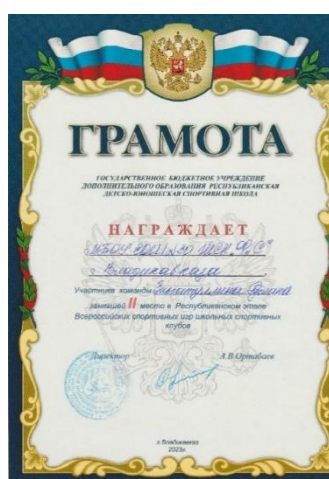 ГРАМОТА
ГОСУДАРСТВЕННОЕ БЮДЖЕТНОЕ УЧРЕЖДЕНИЕ
ДОПОЛНИТЕЛЬНОГО ОБРАЗОВАНИЯ РЕСПУБЛИКАНСКАЯ
ДЕТСКО-ЮНОШЕСКАЯ СПОРТИВНАЯ ШКОЛА
НАГРАЖДАЕТ
г. Владикавказа
Участника команды
занявшей II место в Республиканском этапе
Всероссийских спортивных игр школьных спортивных
клубов
Директор А.В.Ортабаев
г. Владикавказ
2023г